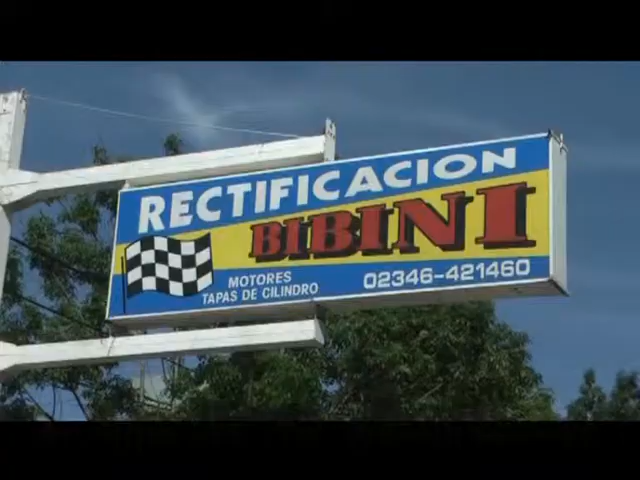 RECTIFICACION
BIBINI
MOTORES
TAPAS DE CILINDRO
02346-421460